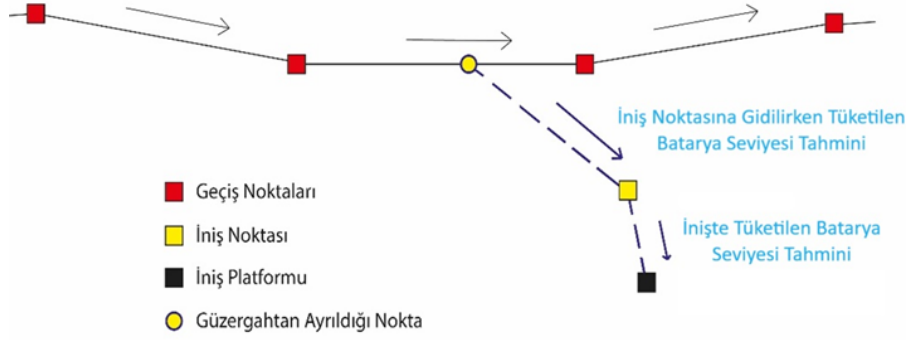 İniş Noktasına Gidilirken Tüketilen
Batarya Seviyesi Tahmini
Geçiş Noktaları
İniş Noktası
İnişte Tüketilen Batarya
Seviyesi Tahmini
İniş Platformu
Güzergahtan Ayrıldığı Nokta